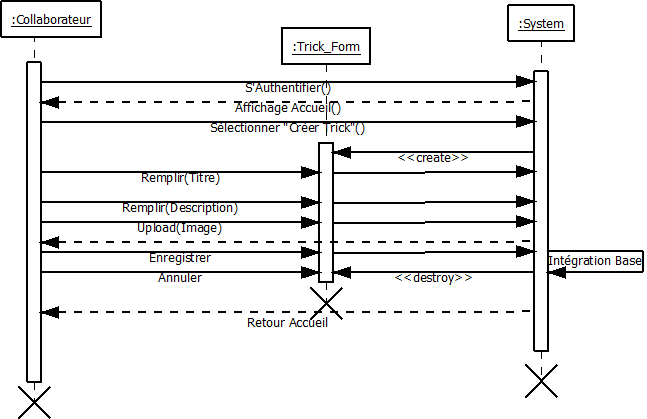 :Collaborateur
:System
:Trick_Form
S'Authentifier()
Affichage Accueil()
Sélectionner "Créer Trick"()
<<create>>
Remplir(Titre)
Remplir(Description)
Upload(Image)
Enregistrer
Intégration Base
Annuler
<<destroy>>
Retour Accueil